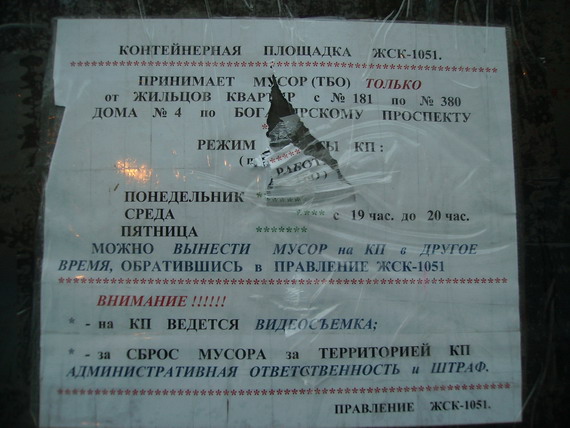 КОНТЕЙНЕРНАЯ ПЛОЩАДКА ЖСК-1051.
*****************************************************
ПРИНИМАЕТ МУСОР (ТБО) ТОЛЬКО
от ЖИЛЬЦОВ КВАРТИР с № 181 по № 380
ДОМА № 4 по ПРОСПЕКТУ
РЕЖИМ КП :
РАБОТ
ПОНЕДЕЛЬНИК
СРЕДА **** с 19 час. до 20 час.
ПЯТНИЦА *******
МОЖНО ВЫНЕСТИ МУСОР на КП в ДРУГОЕ
ВРЕМЯ, ОБРАТИВШИСЬ в ПРАВЛЕНИЕ ЖСК-1051
*****************************************************
ВНИМАНИЕ !!!!!!
* - на КП ВЕДЕТСЯ ВИДЕОСЪЕМКА;
* - за СБРОС МУСОРА за ТЕРРИТОРИЕЙ КП
АДМИНИСТРАТИВНАЯ ОТВЕТСТВЕННОСТЬ и ШТРАФ.
*****************************************************
ПРАВЛЕНИЕ ЖСК-1051.